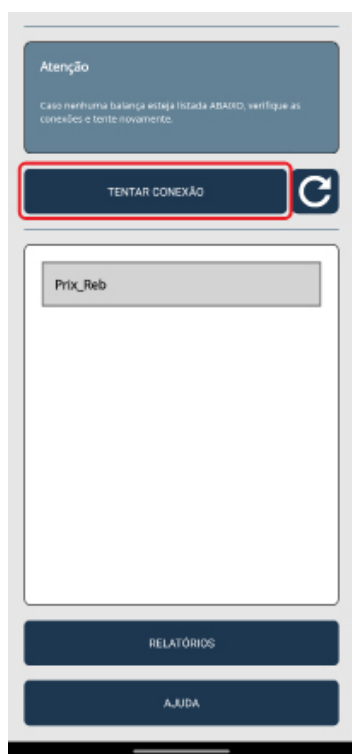 Atenção
Caso nenhuma balança esteja listada ABAIXO, verifique as
conexões e tente novamente.
TENTAR CONEXÃO
Prix_Reb
RELATÓRIOS
AJUDA